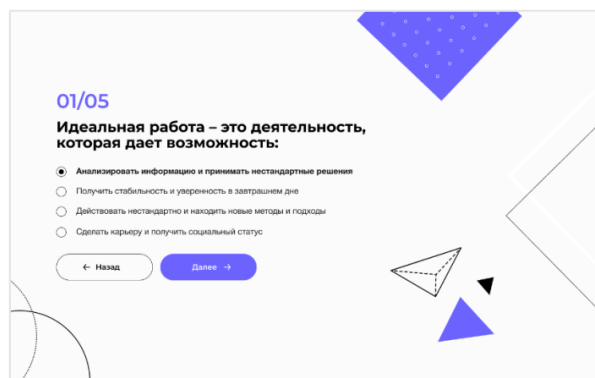 01/05
Идеальная работа – это деятельность,
которая дает возможность:
Анализировать информацию и принимать нестандартные решения
Получить стабильность и уверенность в завтрашнем дне
Действовать нестандартно и находить новые методы и подходы
Сделать карьеру и получить социальный статус
← Назад
Далее →